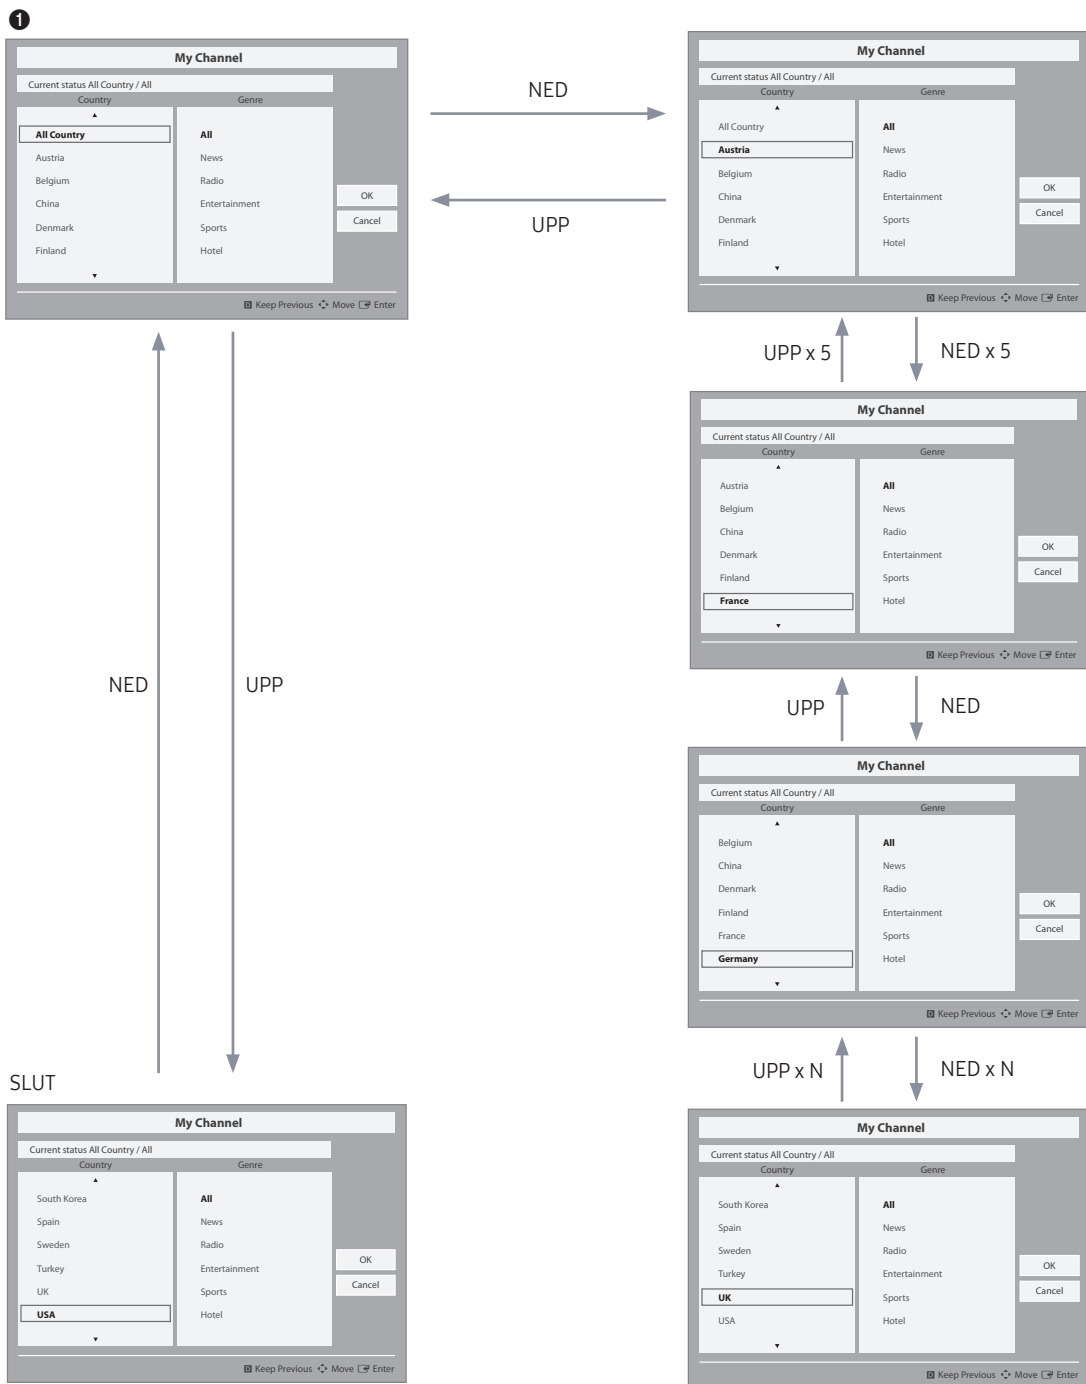 ❶
My Channel
Current status All Country / All
Country Genre
▲
All Country All
Austria News
Belgium Radio
China Entertainment
Denmark Sports
Finland Hotel
▼
OK
Cancel
D Keep Previous Move Enter
NED
UPP
My Channel
Current status All Country / All
Country Genre
▲
All Country All
Austria News
Belgium Radio
China Entertainment
Denmark Sports
Finland Hotel
▼
OK
Cancel
D Keep Previous Move Enter
UPP x 5 NED x 5
My Channel
Current status All Country / All
Country Genre
▲
Austria All
Belgium News
China Radio
Denmark Entertainment
Finland Sports
France Hotel
▼
OK
Cancel
D Keep Previous Move Enter
NED UPP
UPP NED
My Channel
Current status All Country / All
Country Genre
▲
Belgium All
China News
Denmark Radio
Finland Entertainment
France Sports
Germany Hotel
▼
OK
Cancel
D Keep Previous Move Enter
UPP x N NED x N
SLUT
My Channel
Current status All Country / All
Country Genre
▲
South Korea All
Spain News
Sweden Radio
Turkey Entertainment
UK Sports
USA Hotel
▼
OK
Cancel
D Keep Previous Move Enter
My Channel
Current status All Country / All
Country Genre
▲
South Korea All
Spain News
Sweden Radio
Turkey Entertainment
UK Sports
USA Hotel
▼
OK
Cancel
D Keep Previous Move Enter